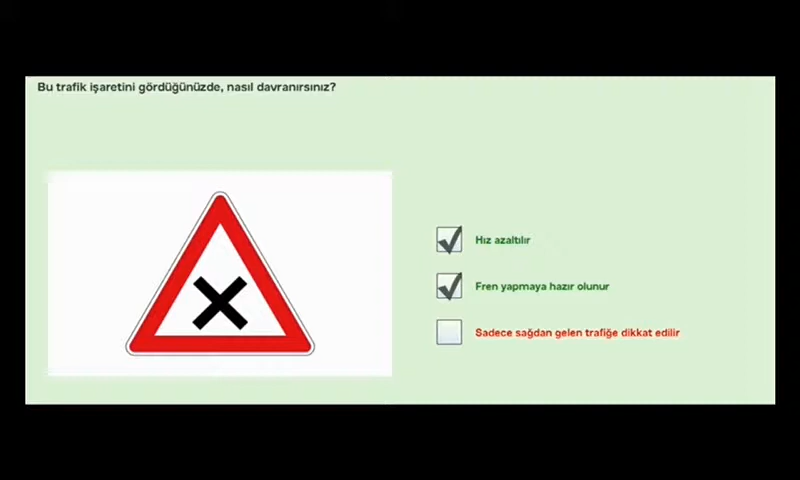 Bu trafik işaretini gördüğünüzde, nasıl davranırsınız?
Hız azaltılır
Fren yapmaya hazır olunur
Sadece sağdan gelen trafiğe dikkat edilir